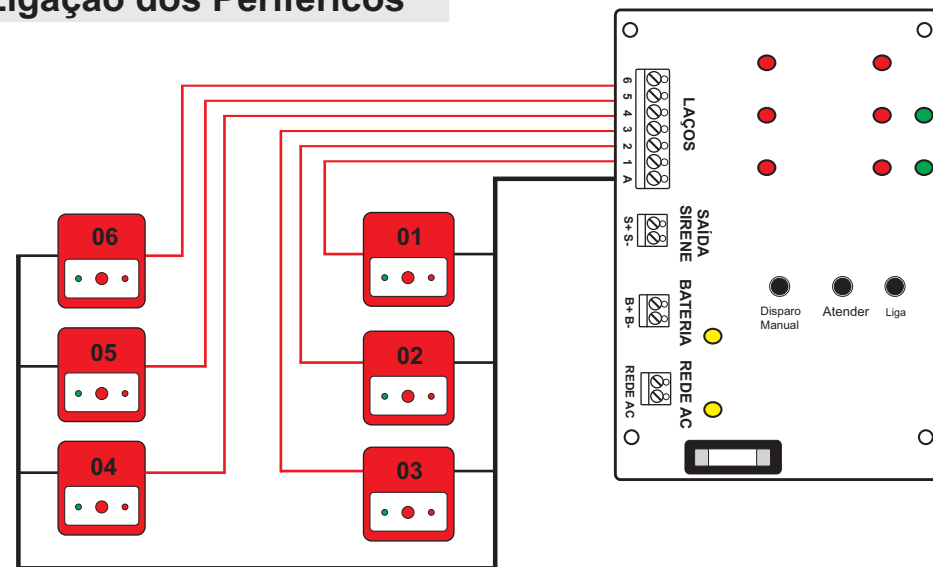 Ligação dos Periféricos
6
5
4
3
2
1
A
LAÇOS
S+ S-
SAÍDA
SIRENE
B+ B-
BATERIA
REDE AC
REDE AC
Disparo
Manual
Atender
Liga
06
01
05
02
04
03